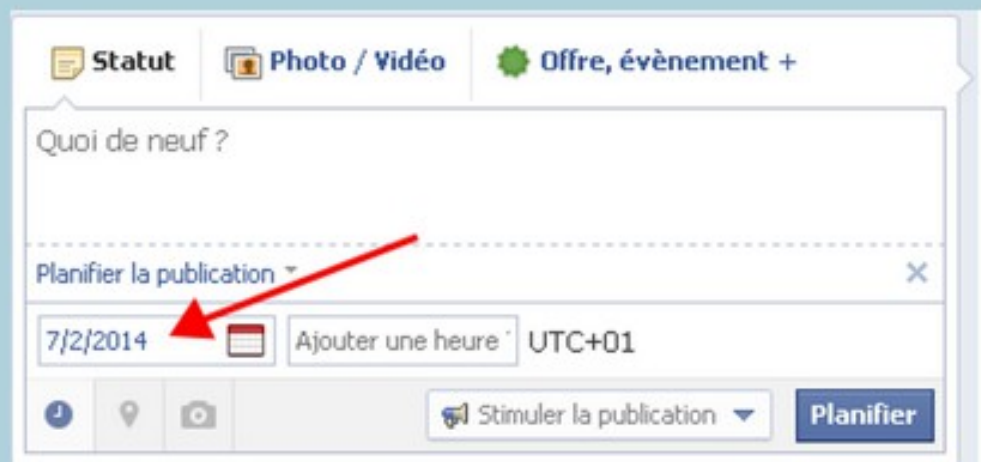 Statut Photo / Vidéo Offre, évènement +
Quoi de neuf ?
Planifier la publication
7/2/2014 Ajouter une heure UTC+01
Stimuler la publication Planifier